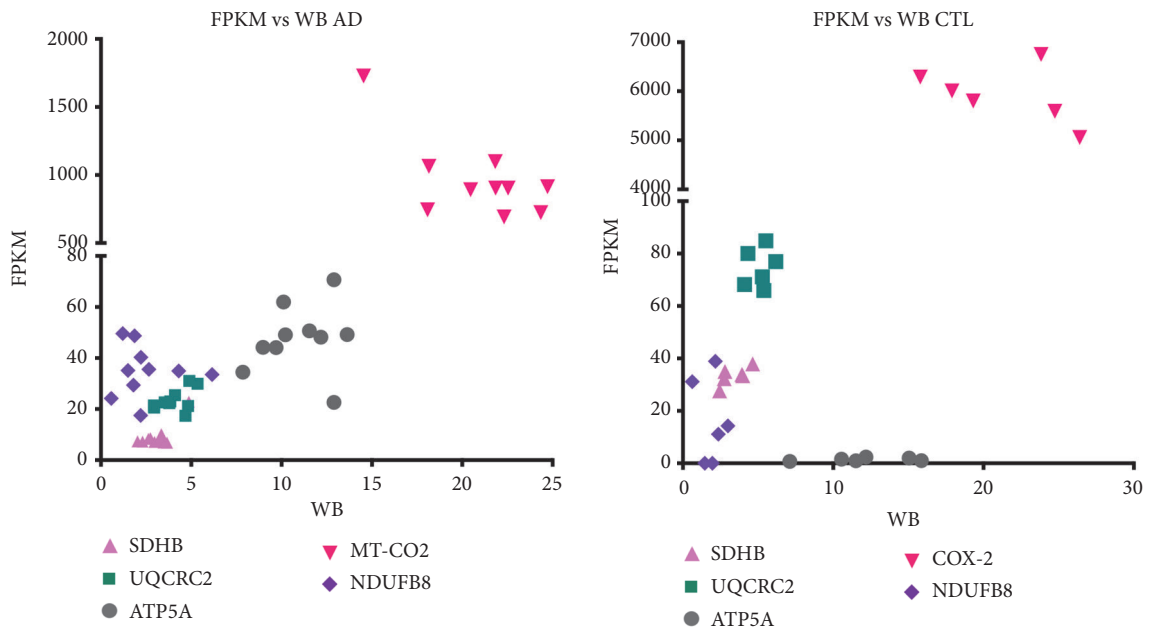 FPKM vs WB AD
2000
1500
1000
500
80
60
40
20
0
FPKM
0 5 10 15 20 25
WB
SDHB
UQCRC2
ATP5A
MT-CO2
NDUFB8
FPKM vs WB CTL
7000
6000
5000
4000
100
80
60
40
20
0
FPKM
0 10 20 30
WB
SDHB
UQCRC2
ATP5A
COX-2
NDUFB8